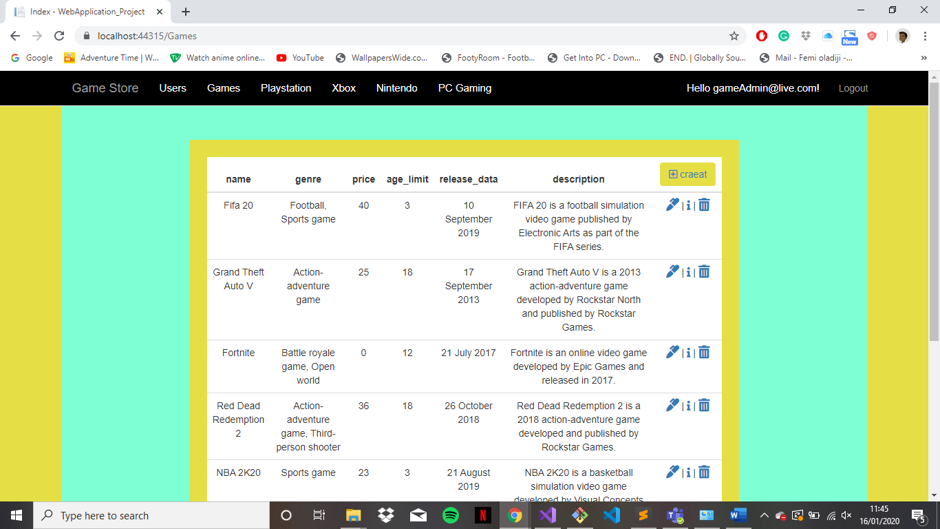 Index - WebApplication_Project
localhost:44315/Games
Google Adventure Time | W... Watch anime online... YouTube WallpapersWide.co... FootyRoom - Footb... Get Into PC - Down... END. | Globally Sou... Mail - Femi oladiji -... »
New
Game Store Users Games Playstation Xbox Nintendo PC Gaming Hello gameAdmin@live.com! Logout
name genre price age_limit release_data description craeat
Fifa 20 Football, 40 3 10 FIFA 20 is a football simulation
Sports game September video game published by
2019 Electronic Arts as part of the
FIFA series.
Grand Theft Action- 25 18 17 Grand Theft Auto V is a 2013
Auto V adventure September action-adventure game
game 2013 developed by Rockstar North
and published by Rockstar
Games.
Fortnite Battle royale 0 12 21 July 2017 Fortnite is an online video game
game, Open developed by Epic Games and
world released in 2017.
Red Dead Action- 36 18 26 October Red Dead Redemption 2 is a
Redemption adventure 2018 2018 action-adventure game
2 game, Third- developed and published by
person shooter Rockstar Games.
NBA 2K20 Sports game 23 3 21 August NBA 2K20 is a basketball
2019 simulation video game
developed by Visual Concepts
Type here to search
11:45
16/01/2020
5